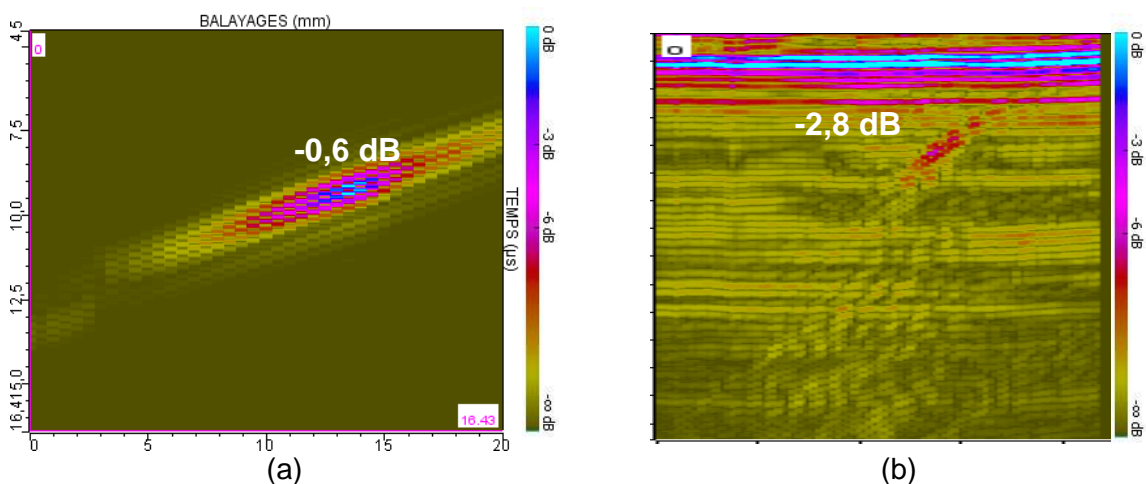 BALAYAGES (mm)
4,5
7,5
10,0
12,5
16,415,0
0
-0,6 dB
16.43
0 5 10 15 20
TEMPS (µs)
0 dB
-3 dB
-6 dB
-∞ dB
(a)
0
-2,8 dB
0 dB
-3 dB
-6 dB
-∞ dB
(b)